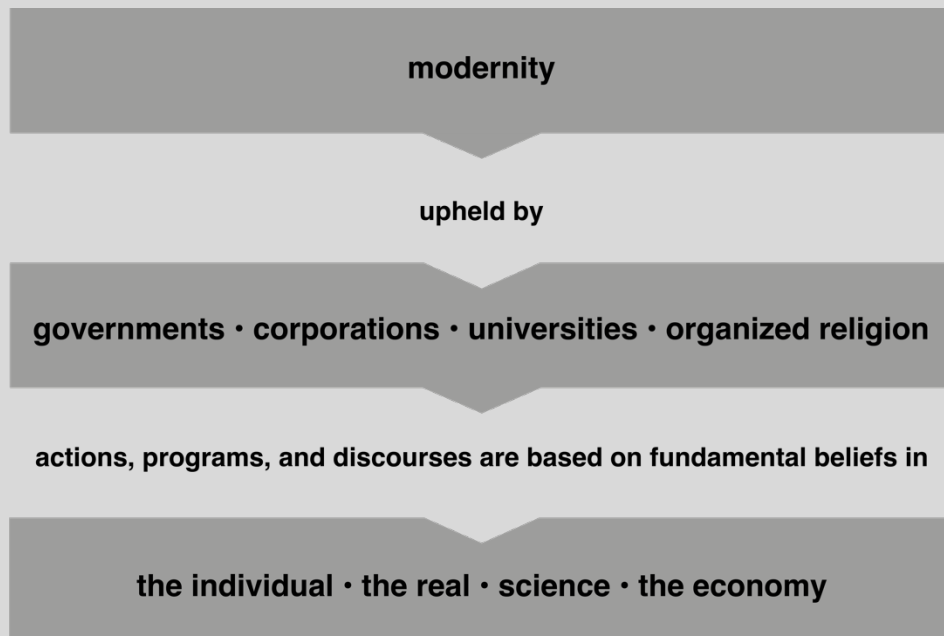 modernity
upheld by
governments • corporations • universities • organized religion
actions, programs, and discourses are based on fundamental beliefs in
the individual • the real • science • the economy